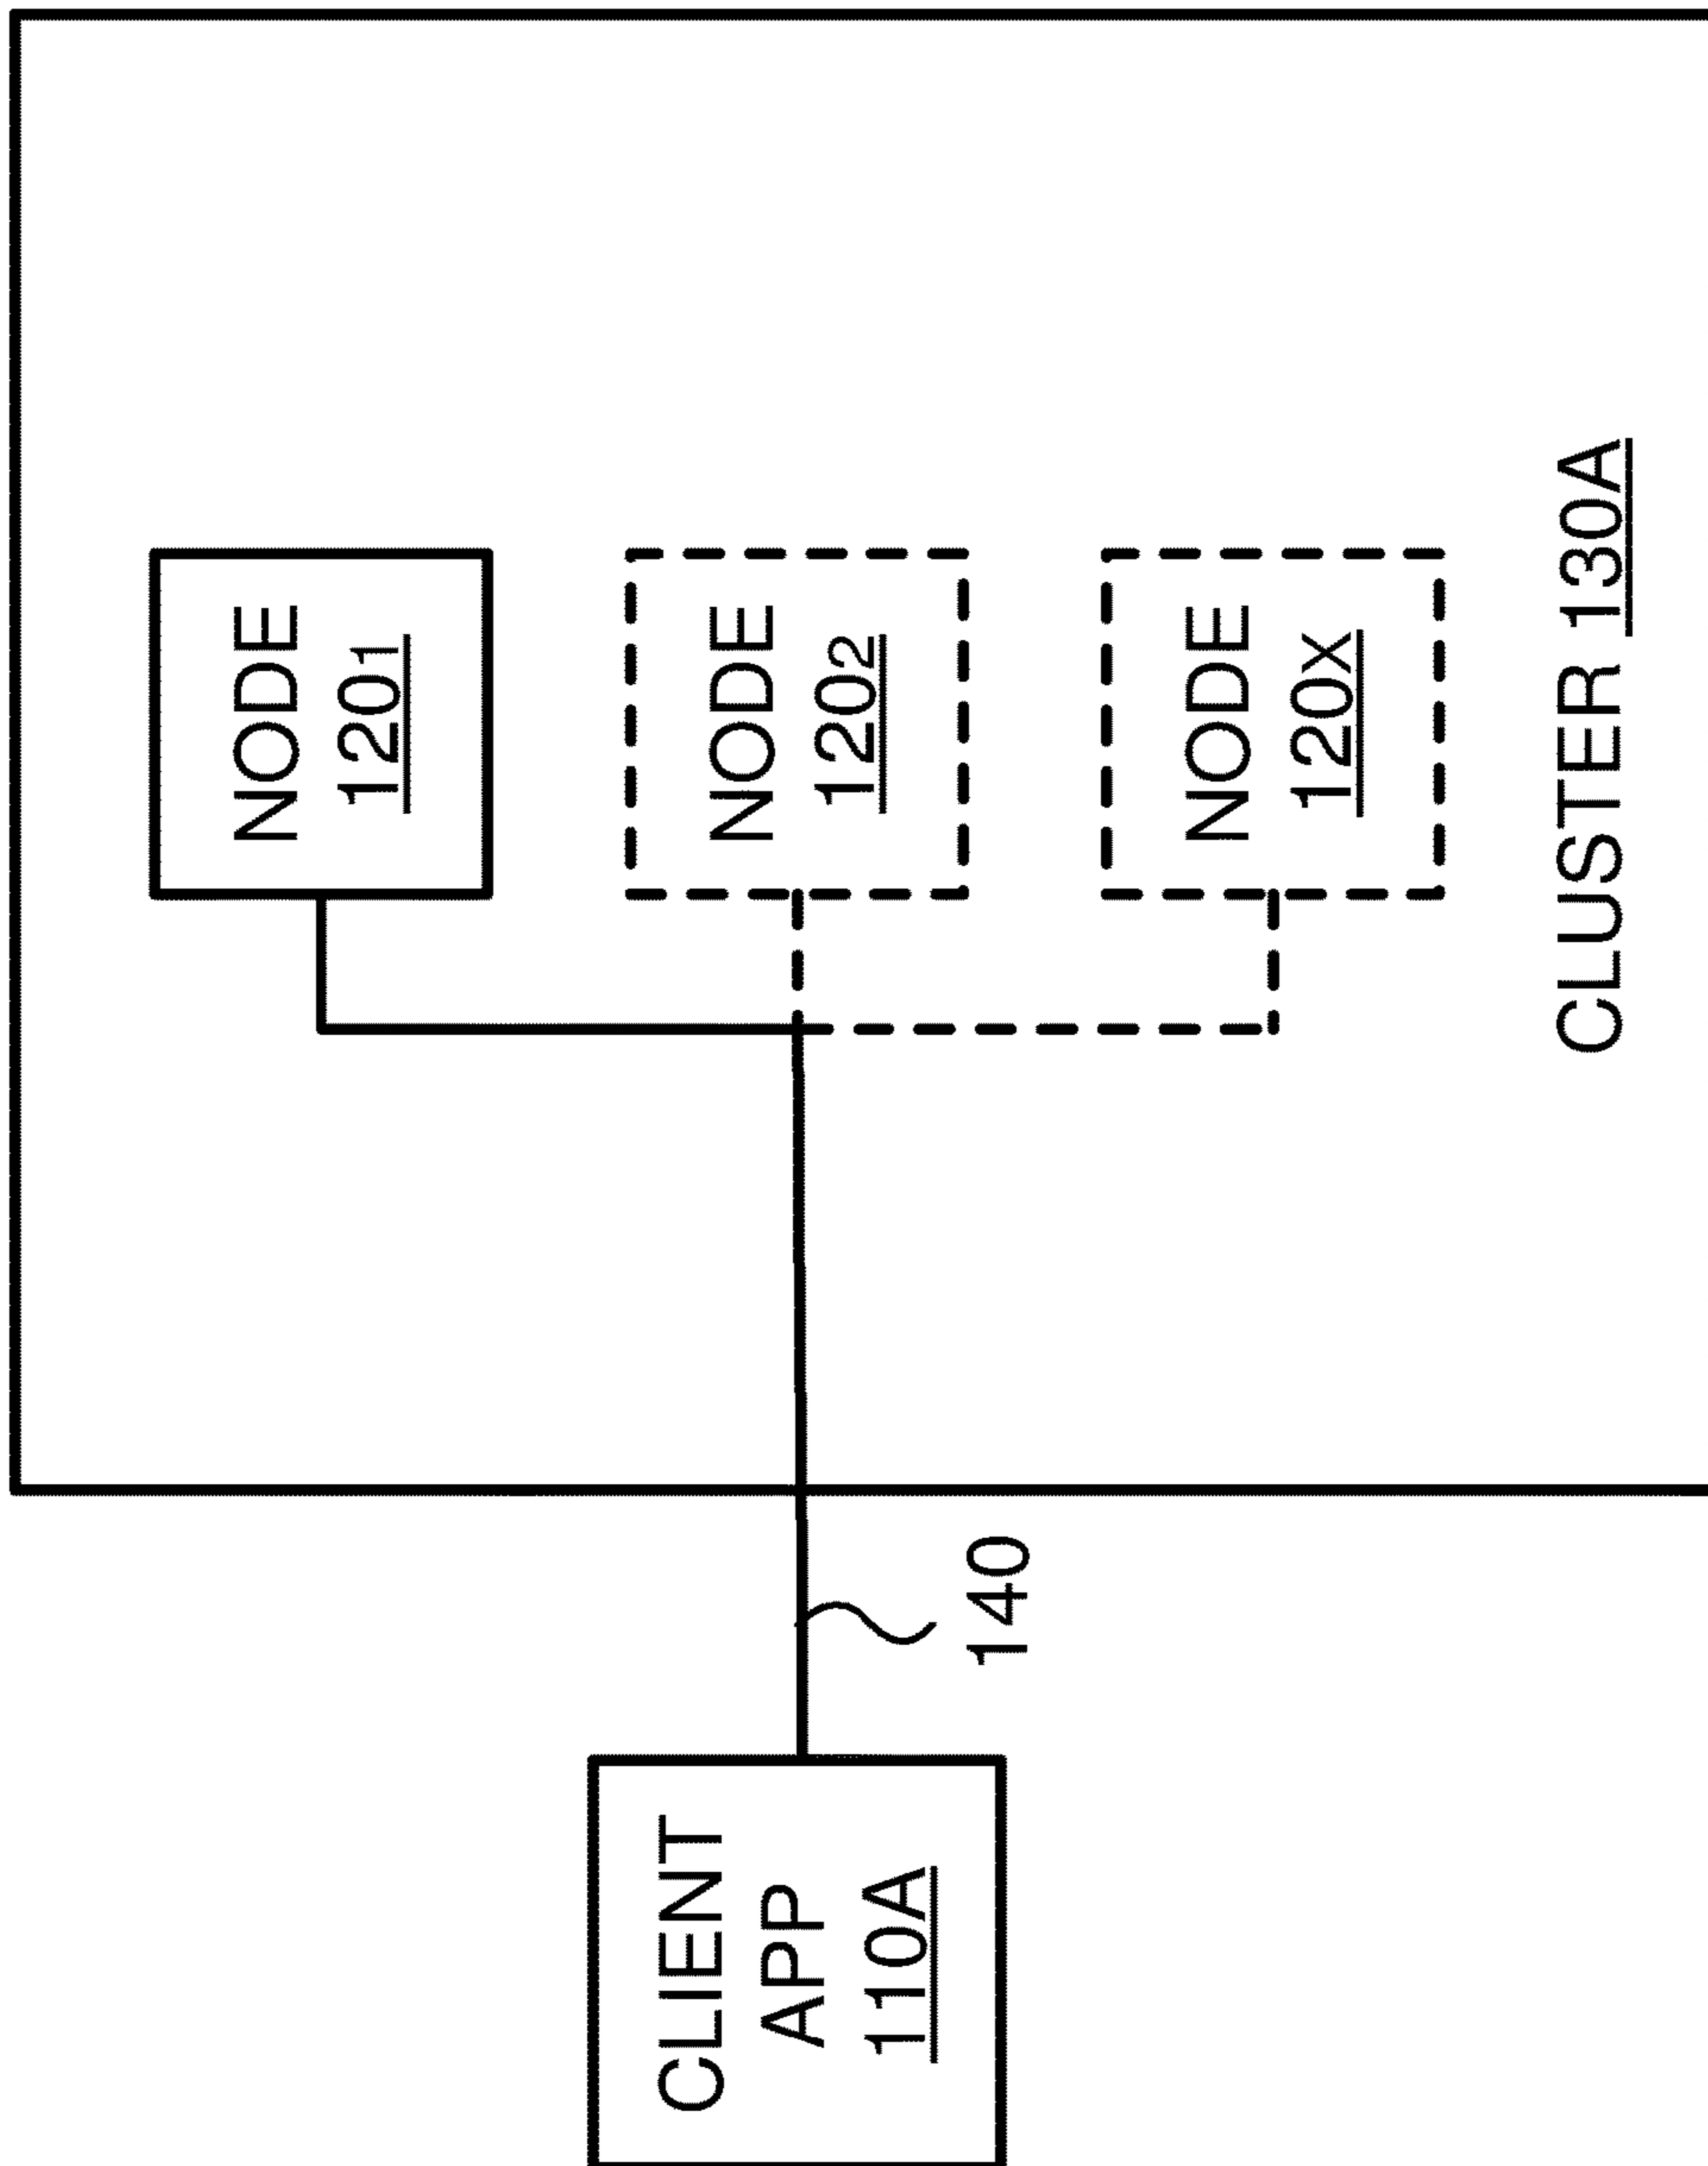 CLIENT
APP
110A
140
NODE
120₁
NODE
120₂
NODE
120X
CLUSTER 130A